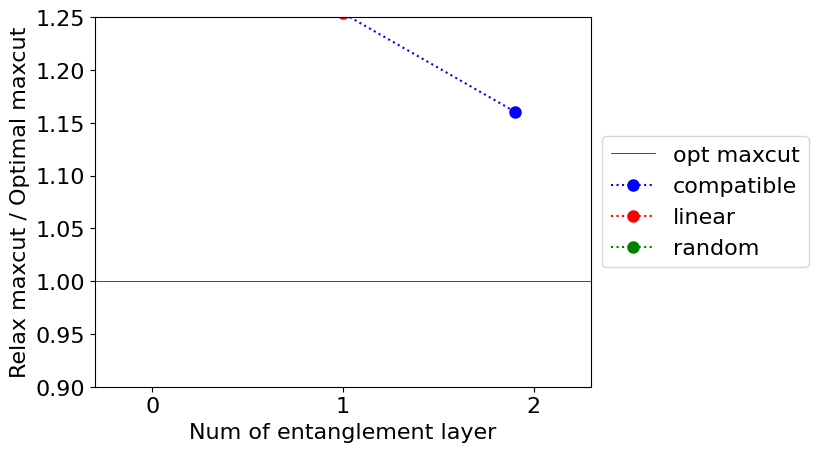 Relax maxcut / Optimal maxcut
1.25
1.20
1.15
1.10
1.05
1.00
0.95
0.90
0
1
2
Num of entanglement layer
opt maxcut
compatible
linear
random